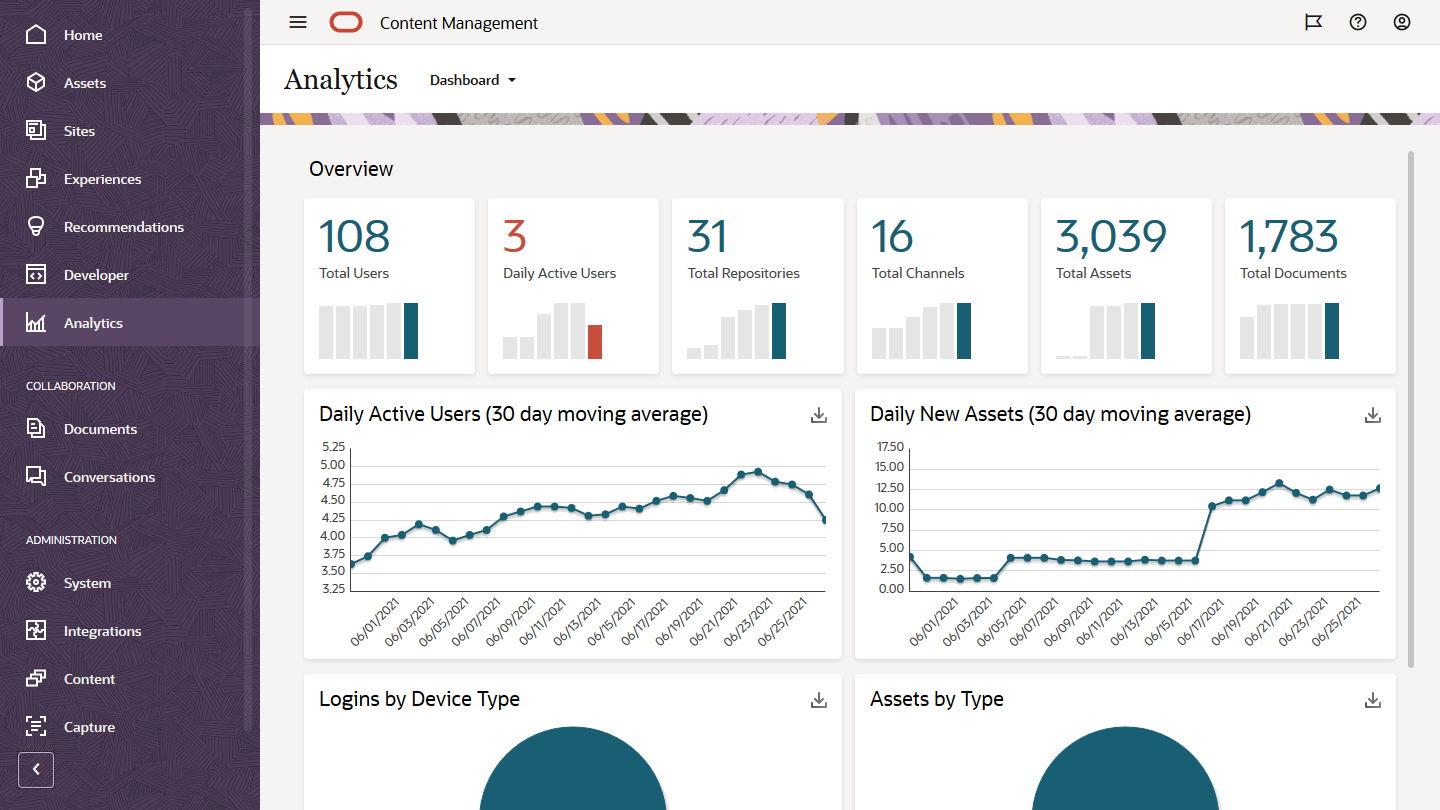 Home
Assets
Sites
Experiences
Recommendations
Developer
Analytics
COLLABORATION
Documents
Conversations
ADMINISTRATION
System
Integrations
Content
Capture
Content Management
Analytics
Dashboard
Overview
108
Total Users
3
Daily Active Users
31
Total Repositories
16
Total Channels
3,039
Total Assets
1,783
Total Documents
Daily Active Users (30 day moving average)
5.25
5.00
4.75
4.50
4.25
4.00
3.75
3.50
3.25
06/01/2021
06/03/2021
06/05/2021
06/07/2021
06/09/2021
06/11/2021
06/13/2021
06/15/2021
06/17/2021
06/19/2021
06/21/2021
06/23/2021
06/25/2021
Daily New Assets (30 day moving average)
17.50
15.00
12.50
10.00
7.50
5.00
2.50
0.00
06/01/2021
06/03/2021
06/05/2021
06/07/2021
06/09/2021
06/11/2021
06/13/2021
06/15/2021
06/17/2021
06/19/2021
06/21/2021
06/23/2021
06/25/2021
Logins by Device Type
Assets by Type